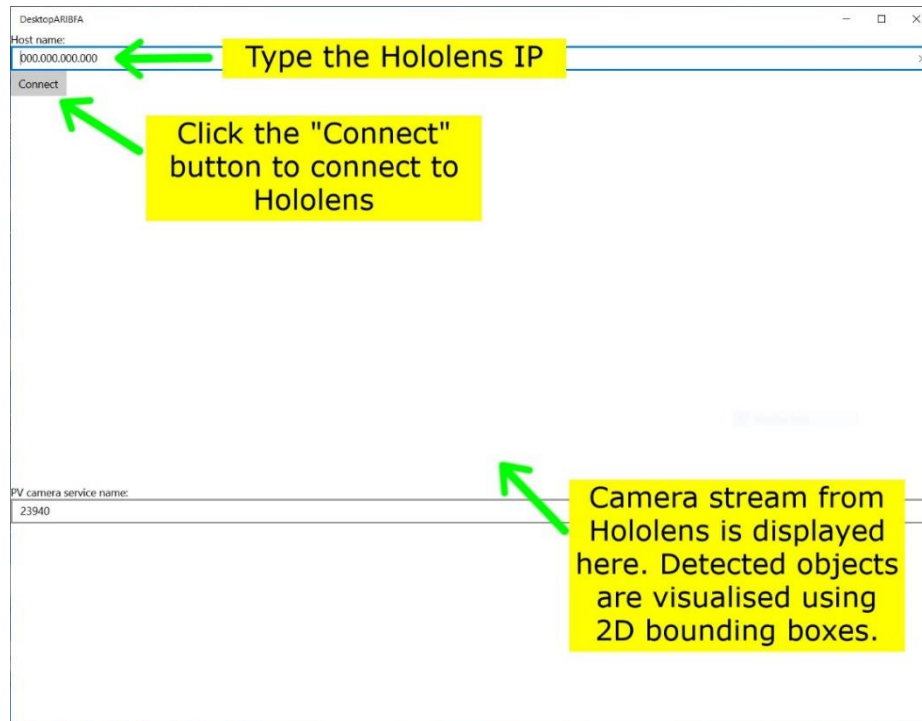 DesktopARIBFA
Host name:
000.000.000.000
Type the Hololens IP
Connect
Click the "Connect"
button to connect to
Hololens
PV camera service name:
23940
Camera stream from
Hololens is displayed
here. Detected objects
are visualised using
2D bounding boxes.